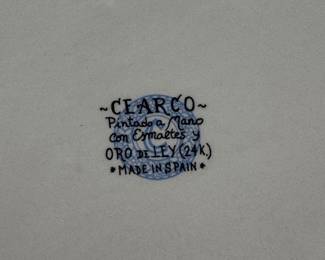 ~CEARCO~
Pintado a Mano
con Esmaltes y
ORO DE LEY (24K.)
*MADE IN SPAIN*